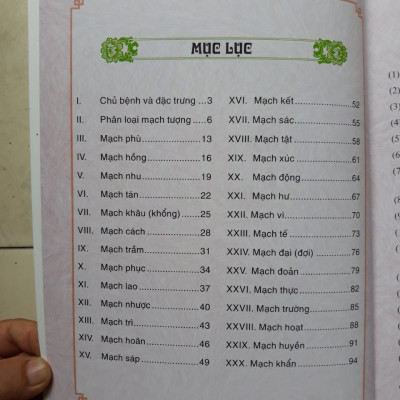 MỤC LỤC
I. Chủ bệnh và đặc trưng ...3
II. Phân loại mạch tượng .....6
III. Mạch phù..................13
IV. Mạch hồng................16
V. Mạch nhu..................19
VI. Mạch tán..................22
VII. Mạch khâu (khổng)......25
VIII. Mạch cách................28
IX. Mạch trầm................31
X. Mạch phục................34
XI. Mạch lao..................37
XII. Mạch nhược..............40
XIII. Mạch trì...................43
XIV. Mạch hoãn...............46
XV. Mạch sáp.................49
XVI. Mạch kết....................52
XVII. Mạch sác..................55
XVIII. Mạch tật..................58
XIX. Mạch xúc...................61
XX. Mạch động.................64
XXI. Mạch hư....................67
XXII. Mạch vi.....................70
XXIII. Mạch tế....................73
XXIV. Mạch đại (đợi)............76
XXV. Mạch đoản.................79
XXVI. Mạch thực.................82
XXVII. Mạch trường.............85
XXVIII. Mạch hoạt...............88
XXIX. Mạch huyền...............91
XXX. Mạch khẩn.................94
(1)
(2)
(3)